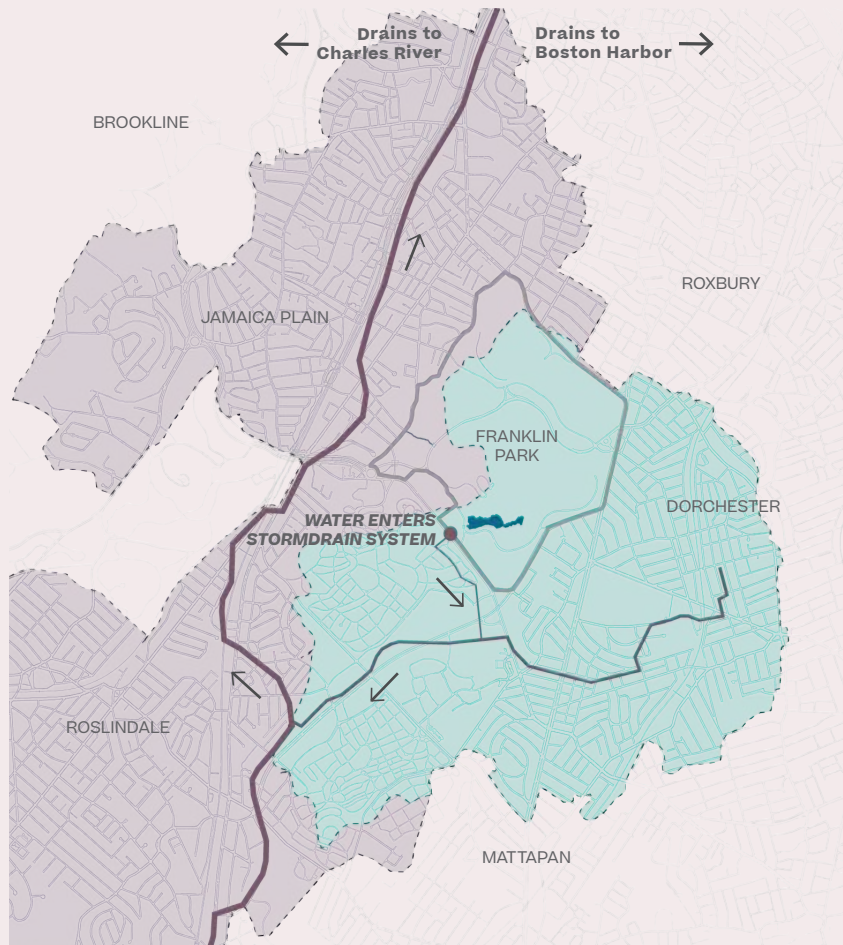 Drains to
Charles River
Drains to
Boston Harbor
BROOKLINE
ROXBURY
JAMAICA PLAIN
FRANKLIN
PARK
DORCHESTER
WATER ENTERS
STORMDRAIN SYSTEM
ROSLINDALE
MATTAPAN